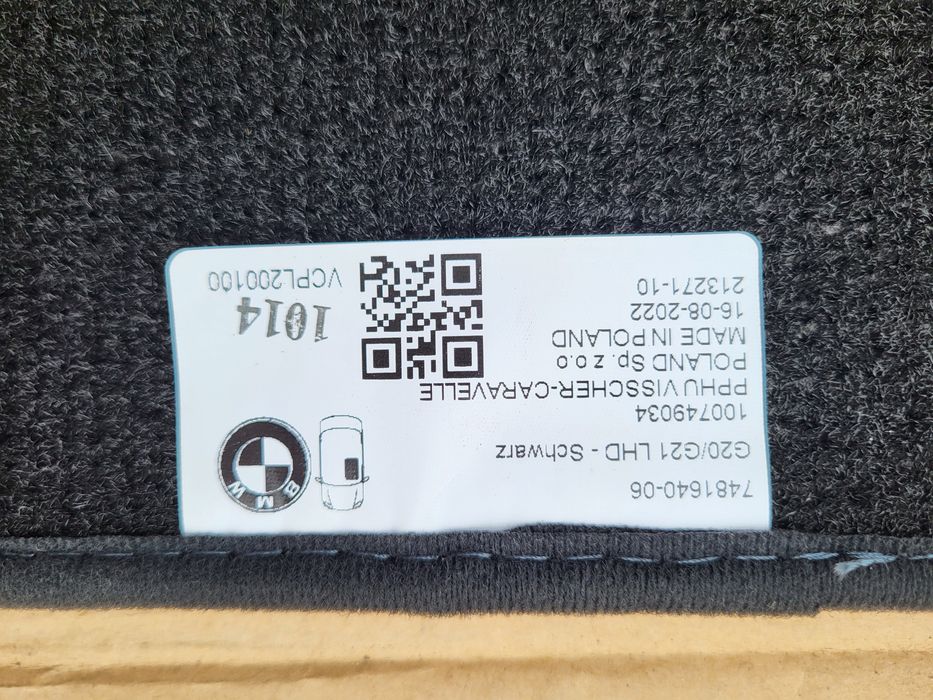 7481640-06
G20/G21 LHD - Schwarz
100749034
PPHU VISSCHER-CARAVELLE
POLAND Sp. z o.o
MADE IN POLAND
16-08-2022
213271-10
BMW
1014
VCPL200100